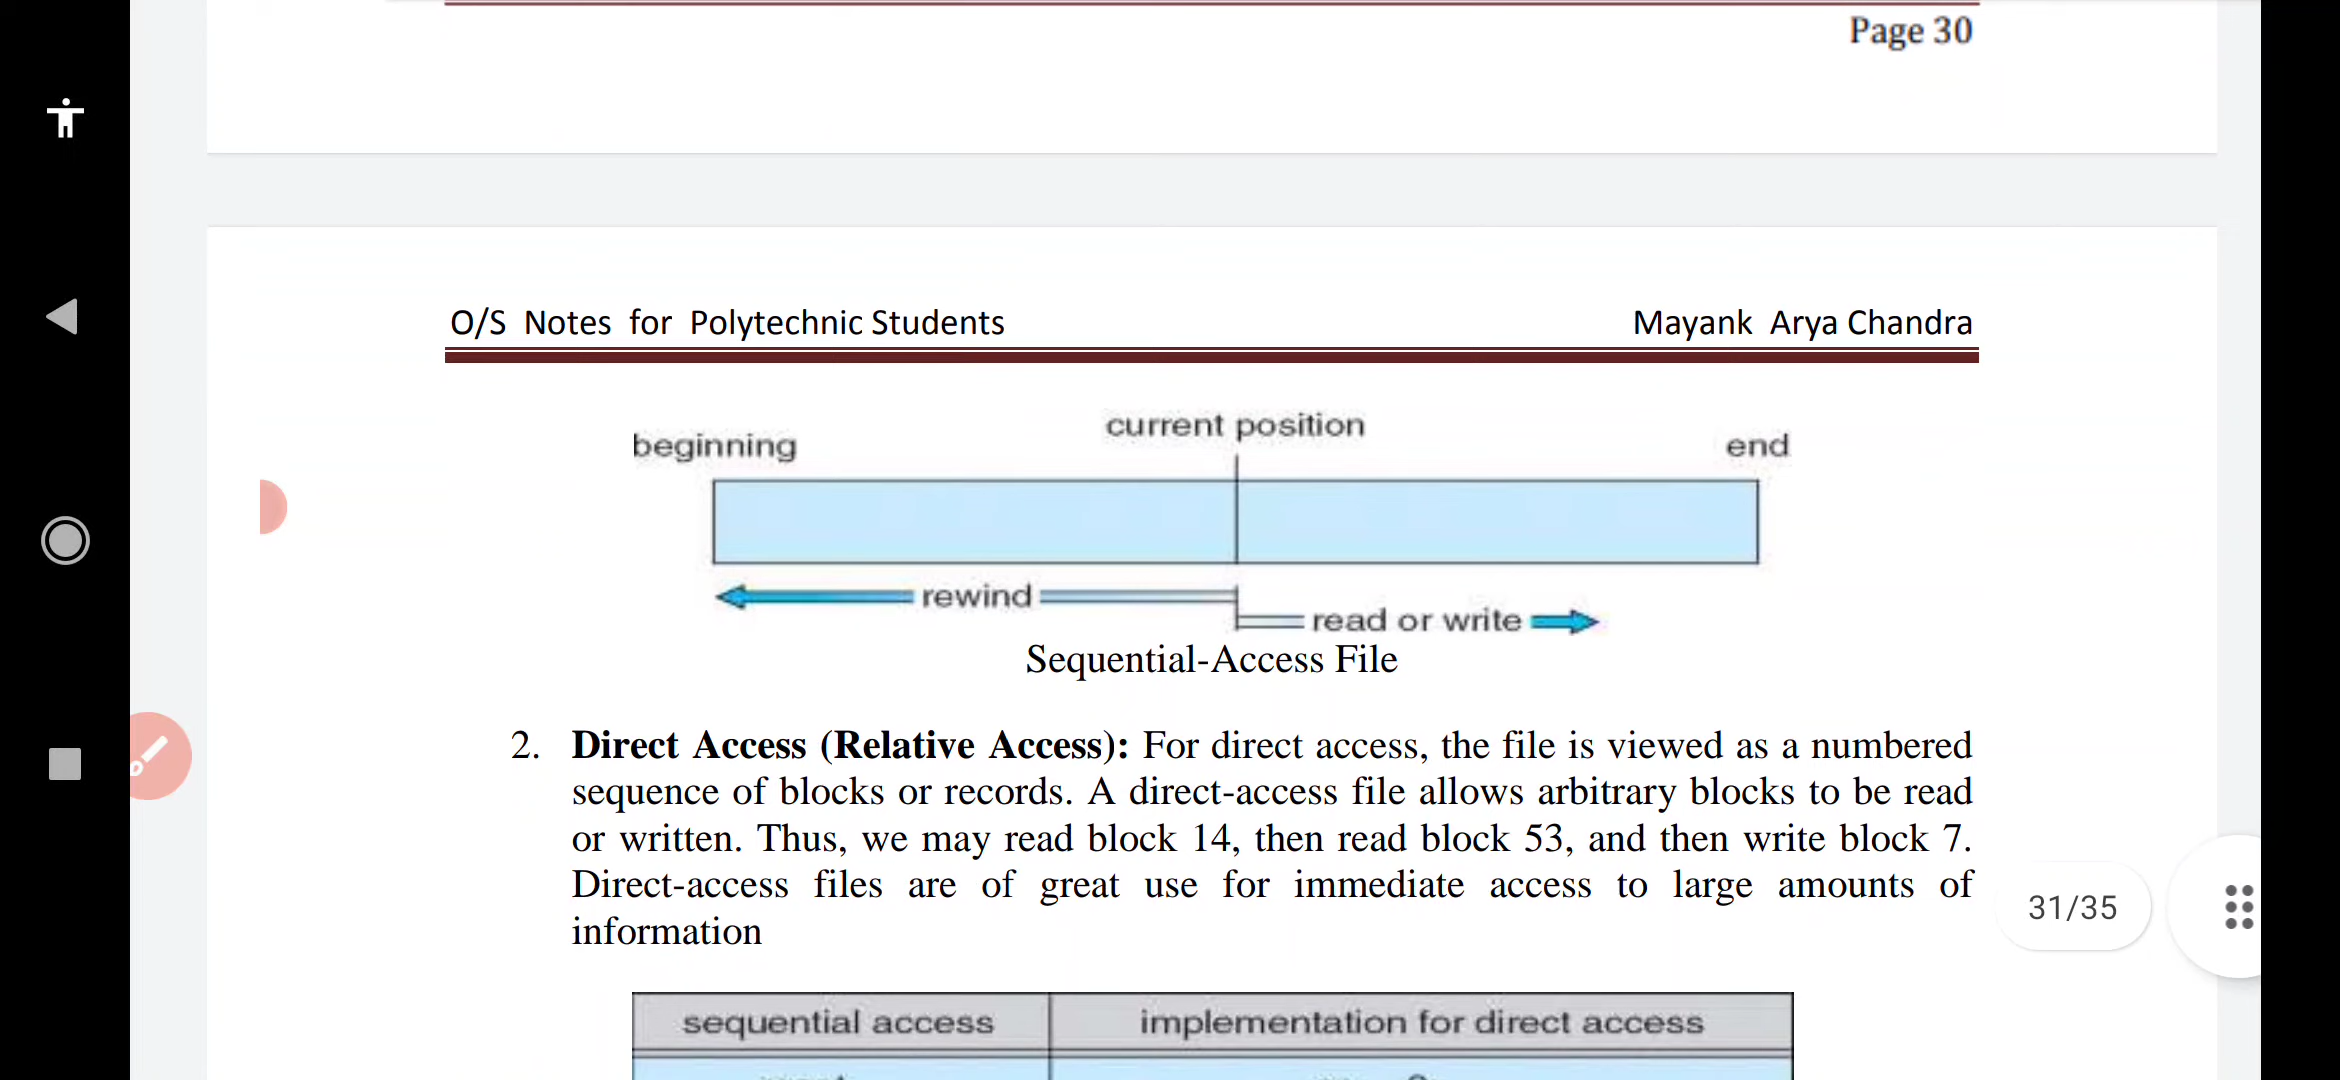 Page 30
O/S Notes for Polytechnic Students Mayank Arya Chandra
current position
beginning end
rewind
read or write
Sequential-Access File
2. Direct Access (Relative Access): For direct access, the file is viewed as a numbered
sequence of blocks or records. A direct-access file allows arbitrary blocks to be read
or written. Thus, we may read block 14, then read block 53, and then write block 7.
Direct-access files are of great use for immediate access to large amounts of
information
31/35
sequential access implementation for direct access